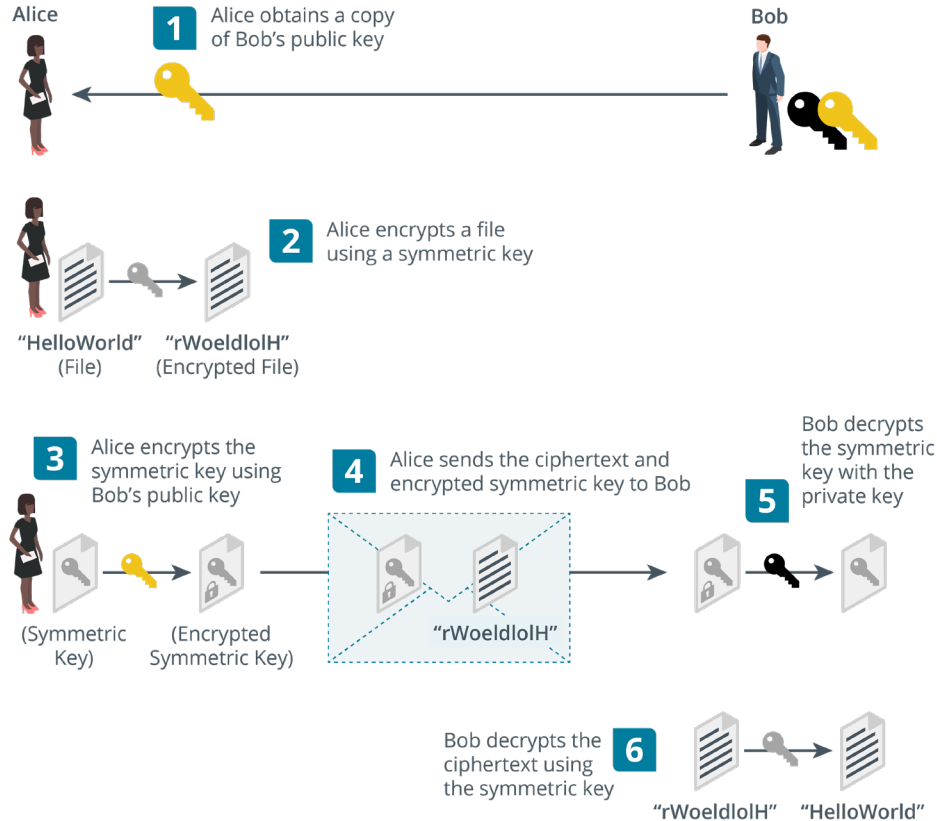 Alice
1
Alice obtains a copy
of Bob's public key
Bob
2
Alice encrypts a file
using a symmetric key
“HelloWorld”
(File)
“rWoeldlolH”
(Encrypted File)
3
Alice encrypts the
symmetric key using
Bob's public key
(Symmetric
Key)
(Encrypted
Symmetric Key)
4
Alice sends the ciphertext and
encrypted symmetric key to Bob
“rWoeldlolH”
5
Bob decrypts
the symmetric
key with the
private key
6
Bob decrypts the
ciphertext using
the symmetric key
“rWoeldlolH”
“HelloWorld”